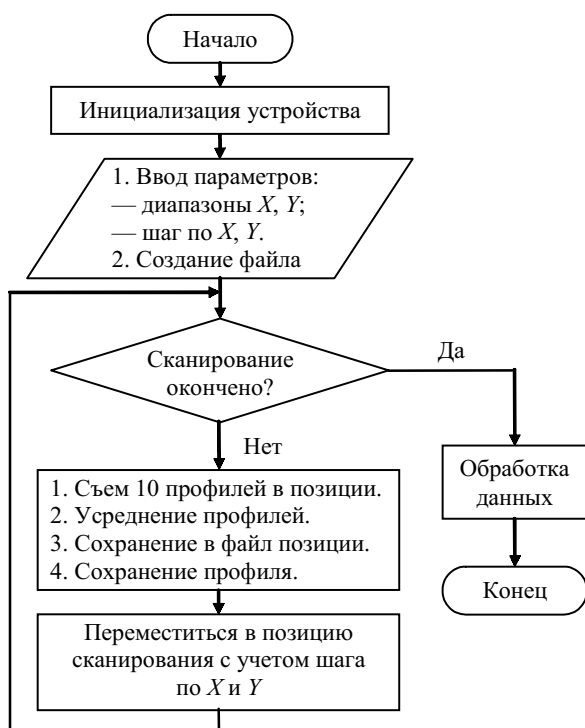 Начало
Инициализация устройства
1. Ввод параметров:
— диапазоны X, Y;
— шаг по X, Y.
2. Создание файла
Сканирование
окончено?
Да
Нет
1. Съем 10 профилей в позиции.
2. Усреднение профилей.
3. Сохранение в файл позиции.
4. Сохранение профиля.
Обработка
данных
Конец
Переместиться в позицию
сканирования с учетом шага
по X и Y